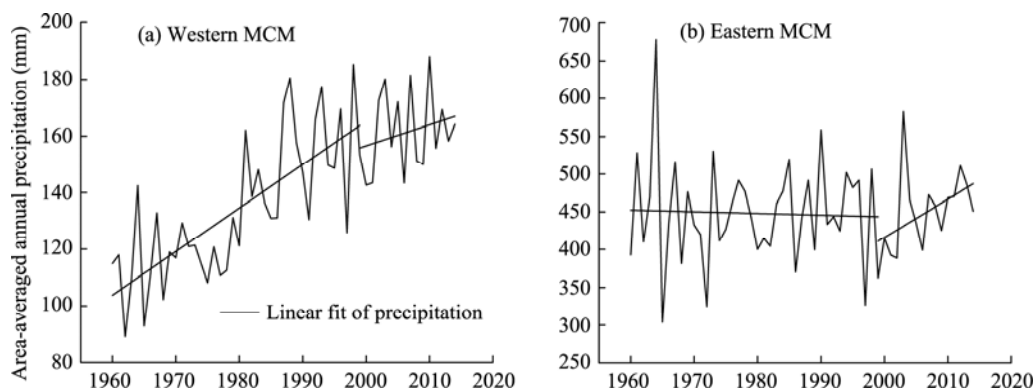 Area-averaged annual precipitation (mm)
(a) Western MCM
200
180
160
140
120
100
80
Linear fit of precipitation
1960 1970 1980 1990 2000 2010 2020
(b) Eastern MCM
700
650
600
550
500
450
400
350
300
250
1960 1970 1980 1990 2000 2010 2020